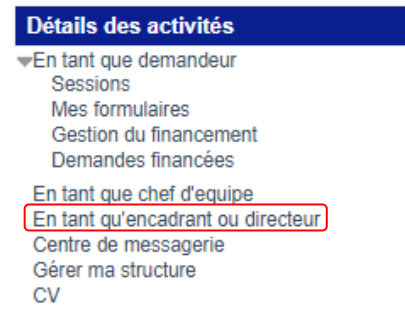 Détails des activités
En tant que demandeur
Sessions
Mes formulaires
Gestion du financement
Demandes financées
En tant que chef d'equipe
En tant qu'encadrant ou directeur
Centre de messagerie
Gérer ma structure
CV